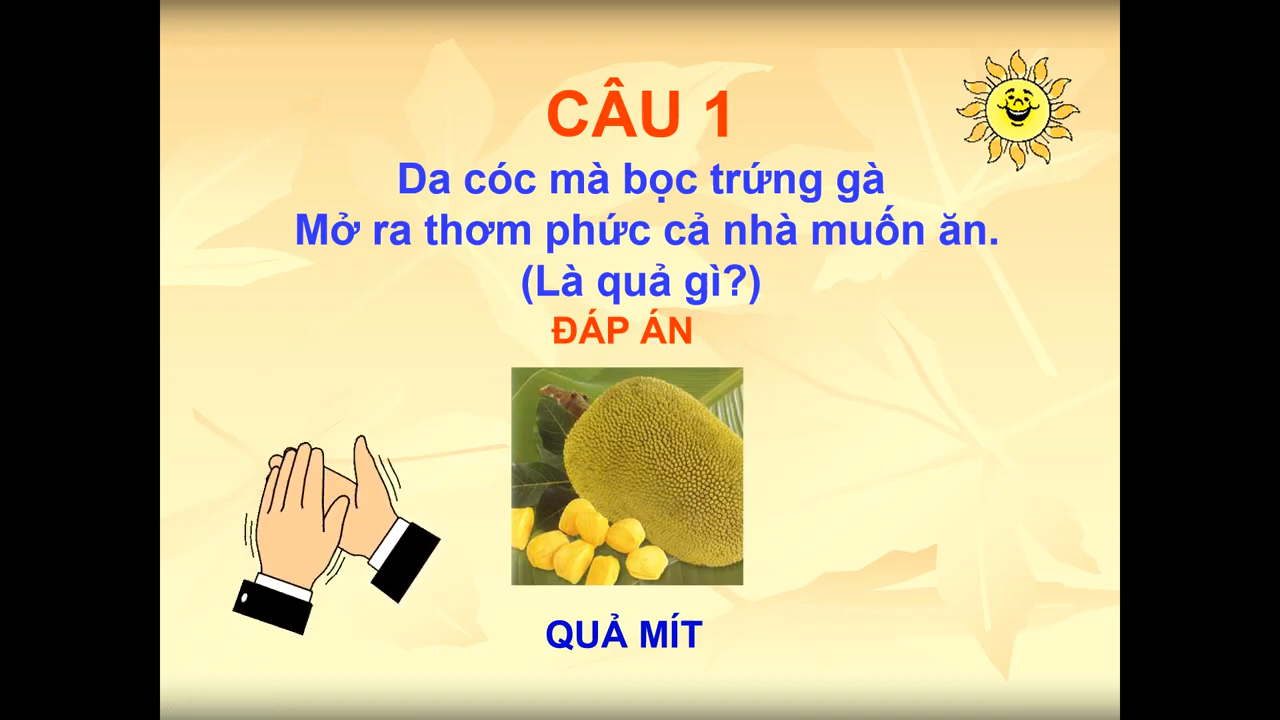 CÂU 1
Da cóc mà bọc trứng gà
Mở ra thơm phức cả nhà muốn ăn.
(Là quả gì?)
ĐÁP ÁN
QUẢ MÍT